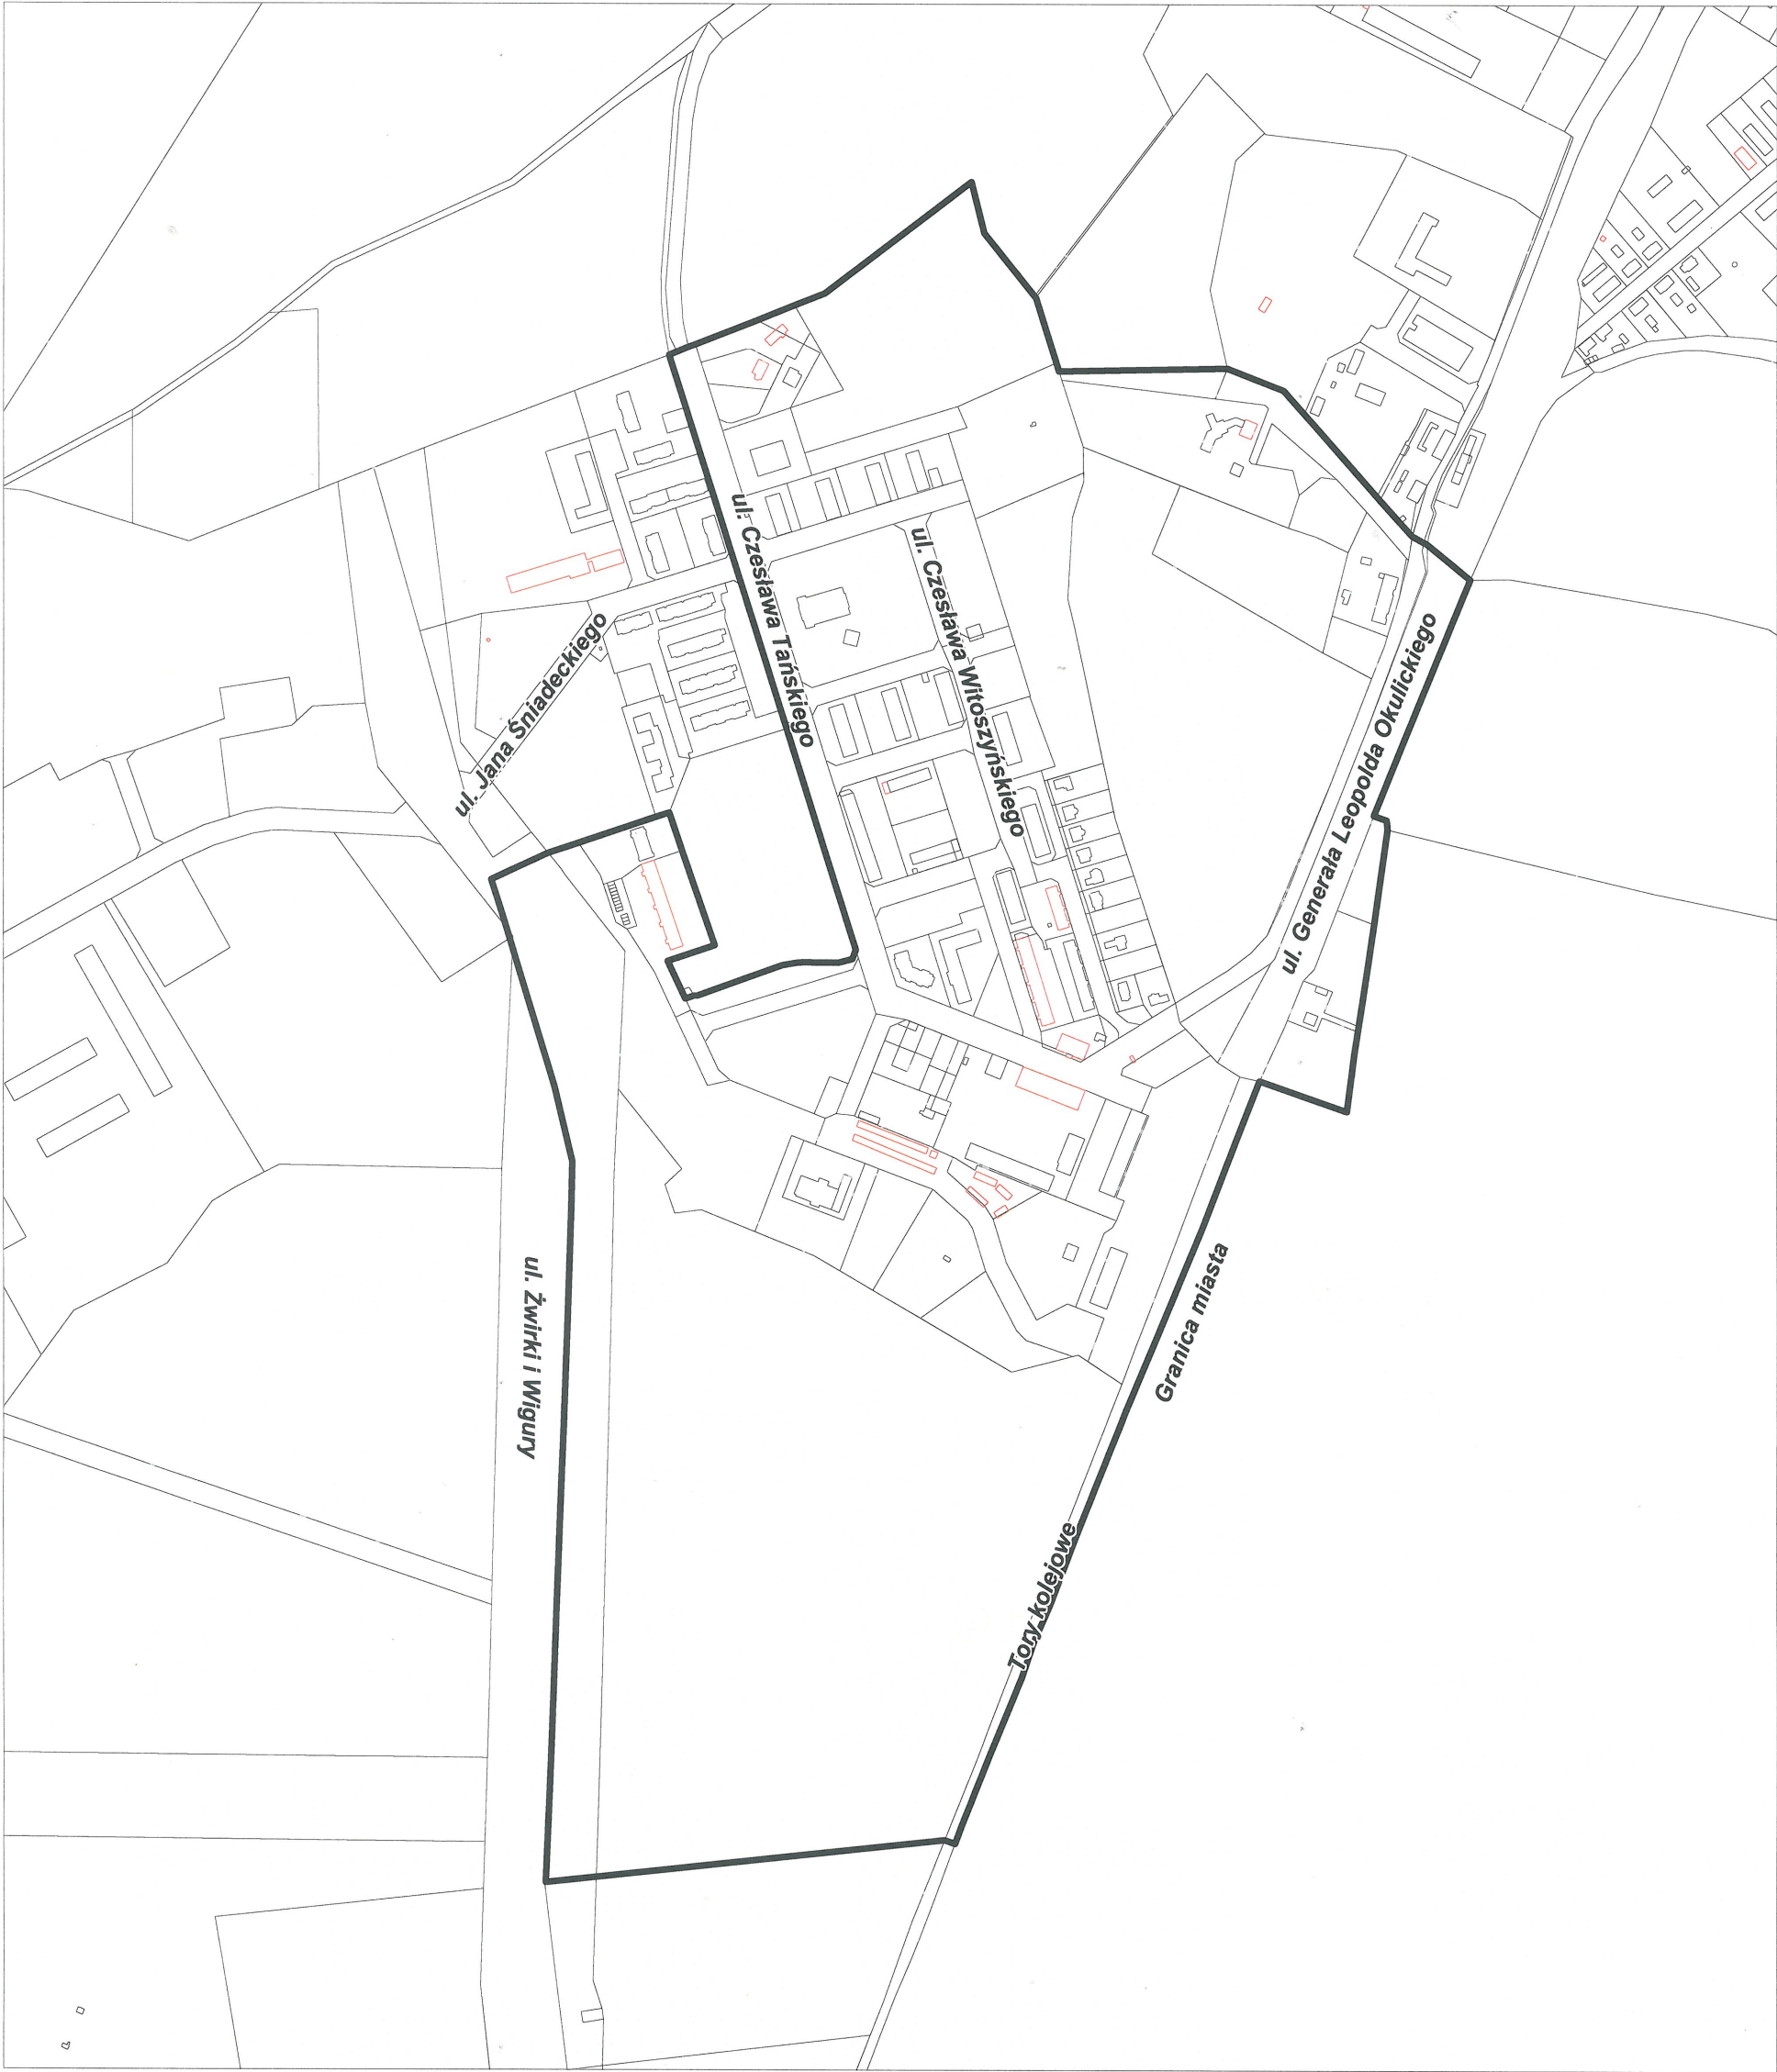 ul. Czesława Tańskiego
ul. Czesława Witoszyńskiego
ul. Jana Śniadeckiego
ul. Generała Leopolda Okulickiego
ul. Żwirki i Wigury
Granica miasta
Tory kolejowe